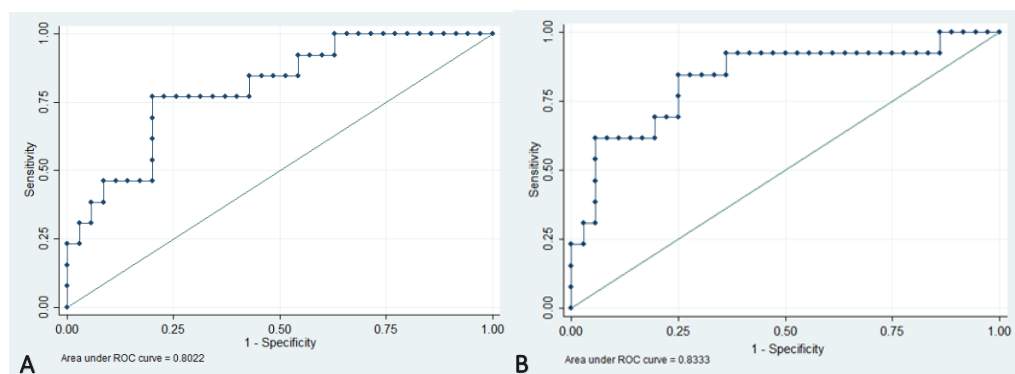 1.00
0.75
0.50
0.25
0.00
Sensitivity
0.00 0.25 0.50 0.75 1.00
1 - Specificity
Area under ROC curve = 0.8022
A
1.00
0.75
0.50
0.25
0.00
Sensitivity
0.00 0.25 0.50 0.75 1.00
1 - Specificity
Area under ROC curve = 0.8333
B